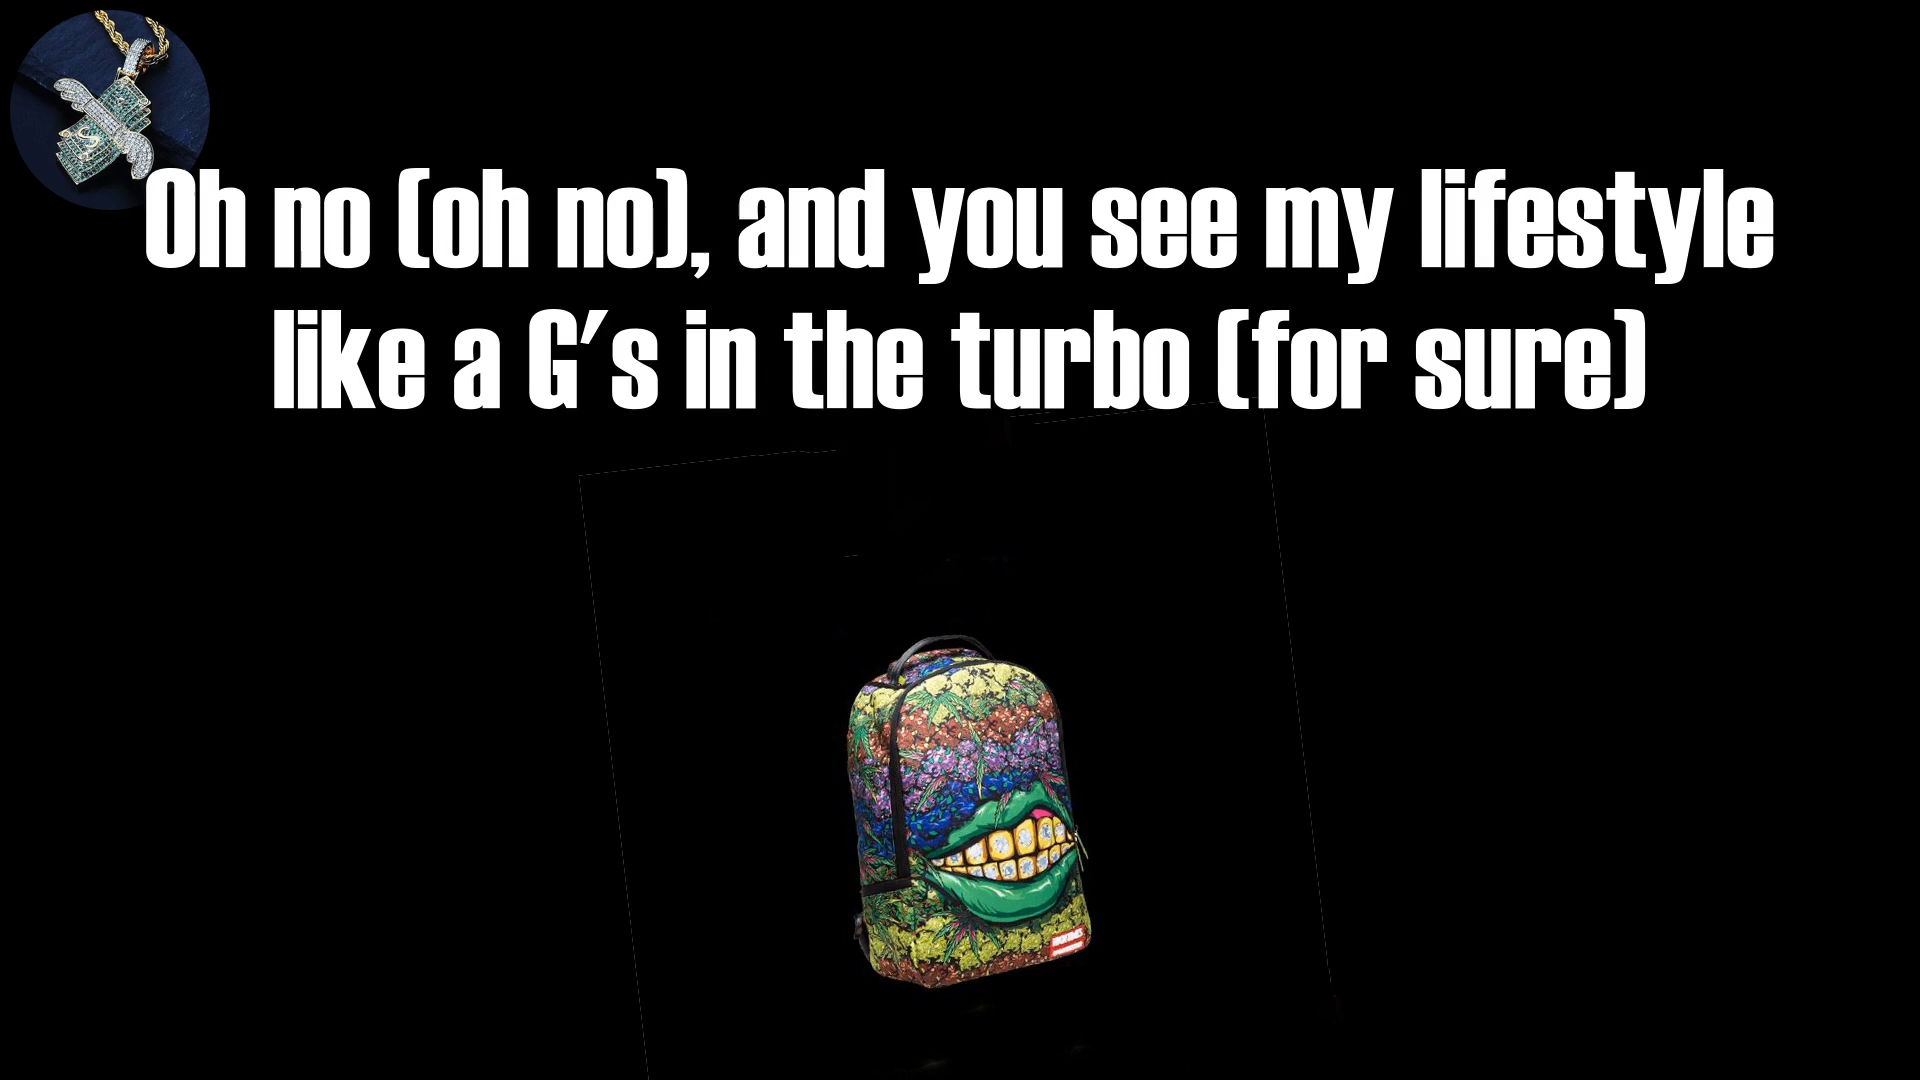 Oh no (oh no), and you see my lifestyle
like a G's in the turbo (for sure)